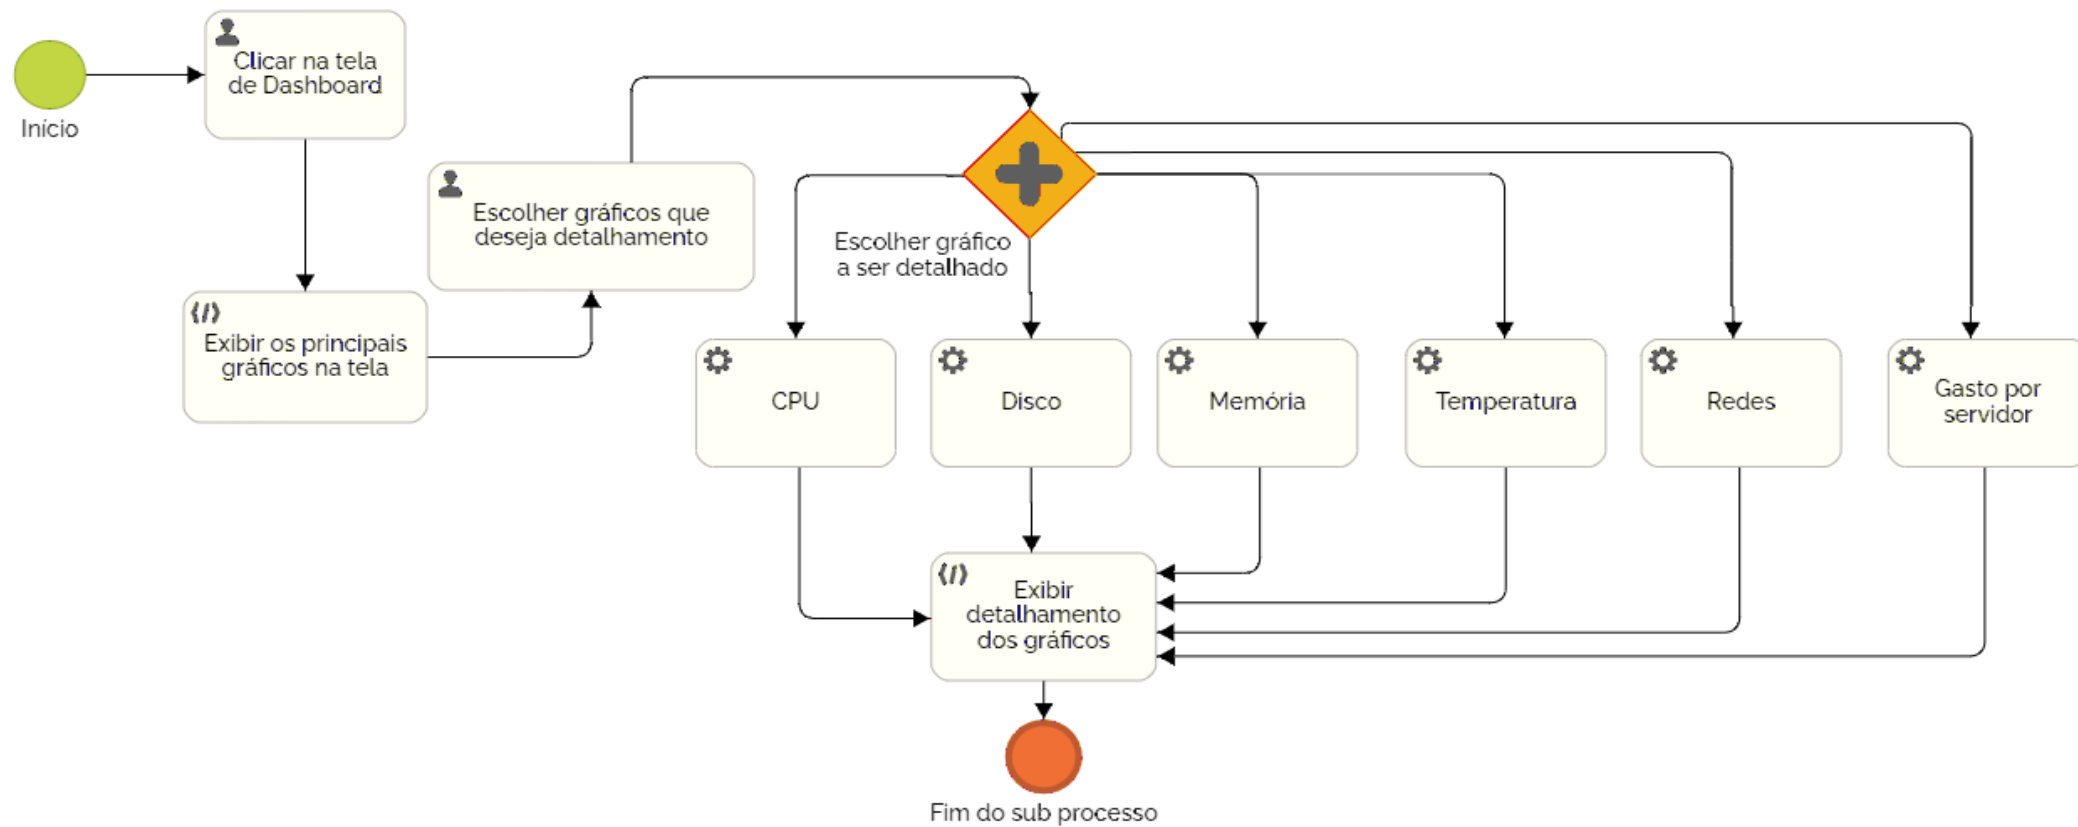 Início
Clicar na tela
de Dashboard
Exibir os principais
gráficos na tela
Escolher gráficos que
deseja detalhamento
Escolher gráfico
a ser detalhado
CPU
Disco
Memória
Temperatura
Redes
Gasto por
servidor
Exibir
detalhamento
dos gráficos
Fim do sub processo